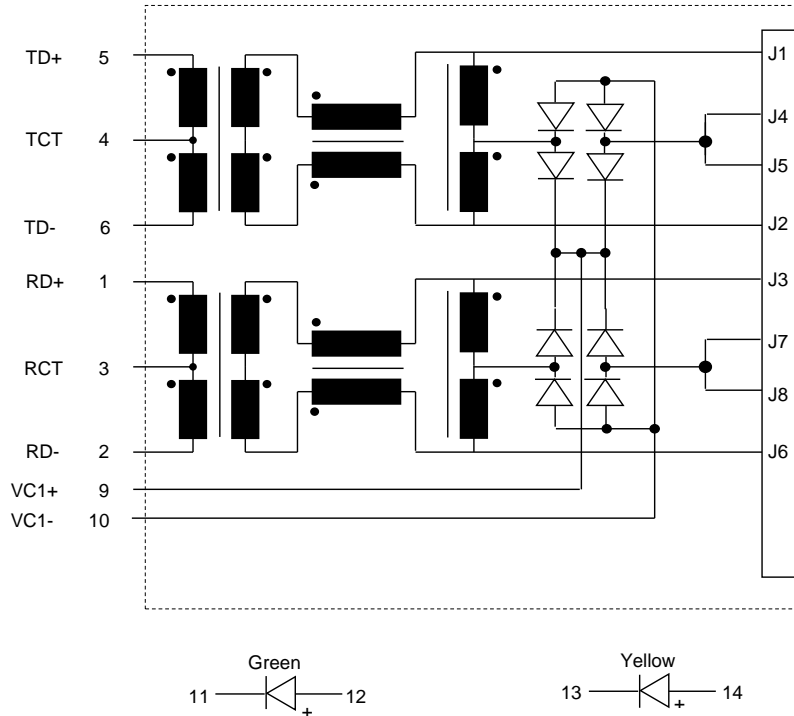 TD+ 5 J1
J4
TCT 4
J5
TD- 6 J2
RD+ 1 J3
J7
RCT 3
J8
RD- 2 J6
VC1+ 9
VC1- 10
Green
11 12
+
Yellow
13 14
+